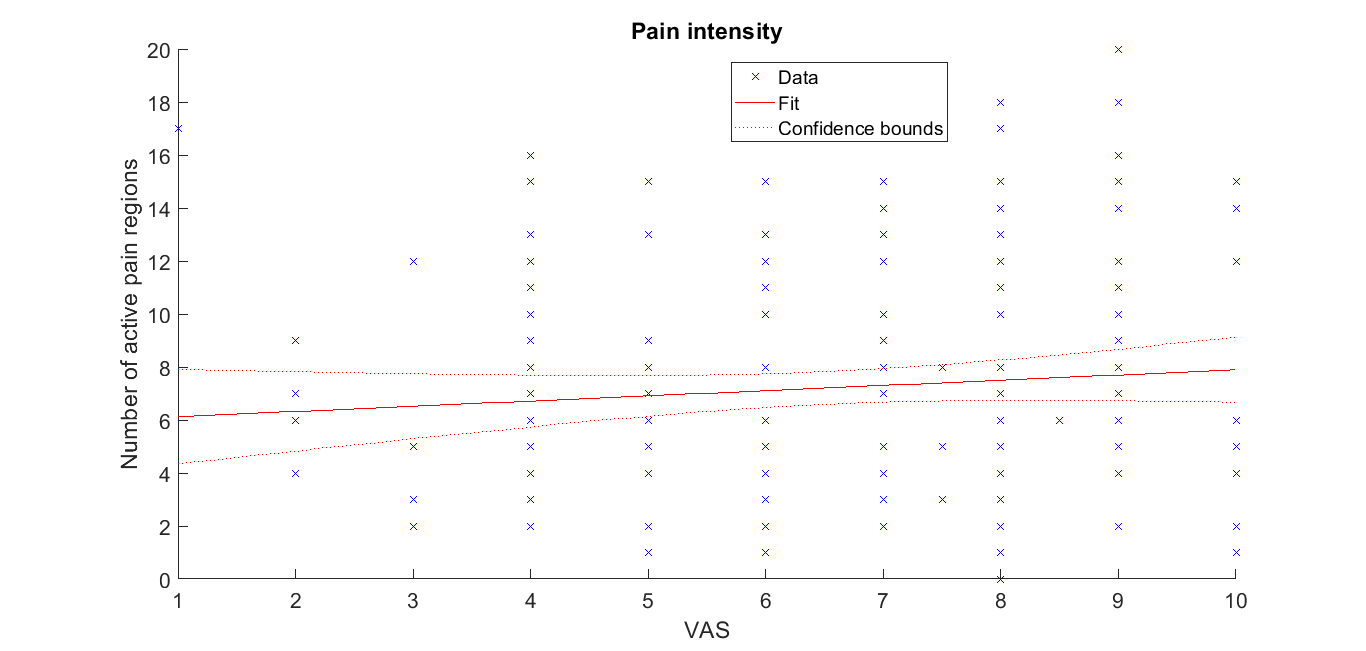 Pain intensity
Data
Fit
Confidence bounds
Number of active pain regions
20
18
16
14
12
10
8
6
4
2
0
1 2 3 4 5 6 7 8 9 10
VAS